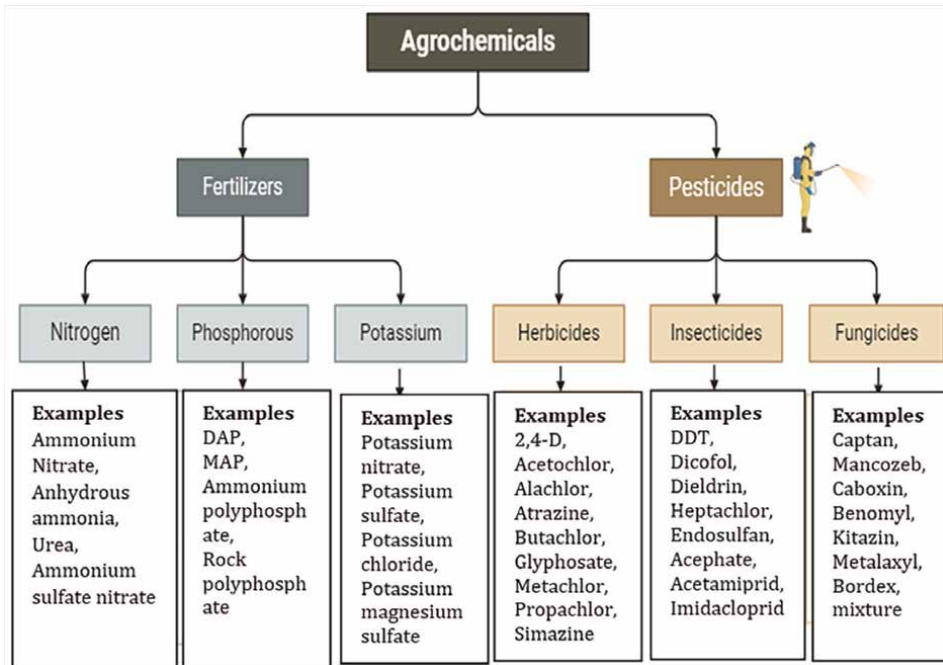 Agrochemicals
Fertilizers
Pesticides
Nitrogen
Phosphorous
Potassium
Herbicides
Insecticides
Fungicides
Examples
Ammonium
Nitrate,
Anhydrous
ammonia,
Urea,
Ammonium
sulfate nitrate
Examples
DAP,
MAP,
Ammonium
polyphosph
ate,
Rock
polyphosph
ate
Examples
Potassium
nitrate,
Potassium
sulfate,
Potassium
chloride,
Potassium
magnesium
sulfate
Examples
2,4-D,
Acetochlor,
Alachlor,
Atrazine,
Butachlor,
Glyphosate,
Metachlor,
Propachlor,
Simazine
Examples
DDT,
Dicofol,
Dieldrin,
Heptachlor,
Endosulfan,
Acephate,
Acetamiprid,
Imidacloprid
Examples
Captan,
Mancozeb,
Caboxin,
Benomyl,
Kitazin,
Metalaxyl,
Bordex,
mixture